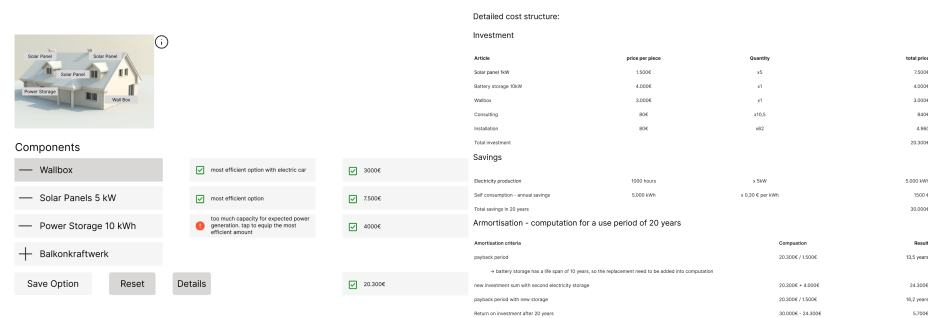 Solar Panel
Solar Panel
Solar Panel
Power Storage
Wall Box
Components
Wallbox
most efficient option with electric car
3000€
Solar Panels 5 kW
most efficient option
7.500€
Power Storage 10 kWh
too much capacity for expected power
generation. tap to equip the most
efficient amount
4000€
Balkonkraftwerk
Save Option
Reset
Details
20.300€
Detailed cost structure:
Investment
Article price per piece Quantity total price
Solar panel 1kW 1.500€ x5 7.500€
Battery storage 10kW 4.000€ x1 4.000€
Wallbox 3.000€ x1 3.000€
Consulting 80€ x10,5 840€
Installation 80€ x62 4.960
Total investment 20.300€
Savings
Electricity production 1000 hours x 5kW 5.000 kWh
Self consumption - annual savings 5.000 kWh x 0,30 € per kWh 1500 €
Total savings in 20 years 30.000€
Armortisation - computation for a use period of 20 years
Amortisation criteria Compuation Result
payback period 20.300€ / 1.500€ 13,5 years
→ battery storage has a life span of 10 years, so the replacement need to be added into computation
new investment sum with second electricity storage 20.300€ + 4.000€ 24.300€
payback period with new storage 20.300€ / 1.500€ 16,2 years
Return on investment after 20 years 30.000€ - 24.300€ 5.700€